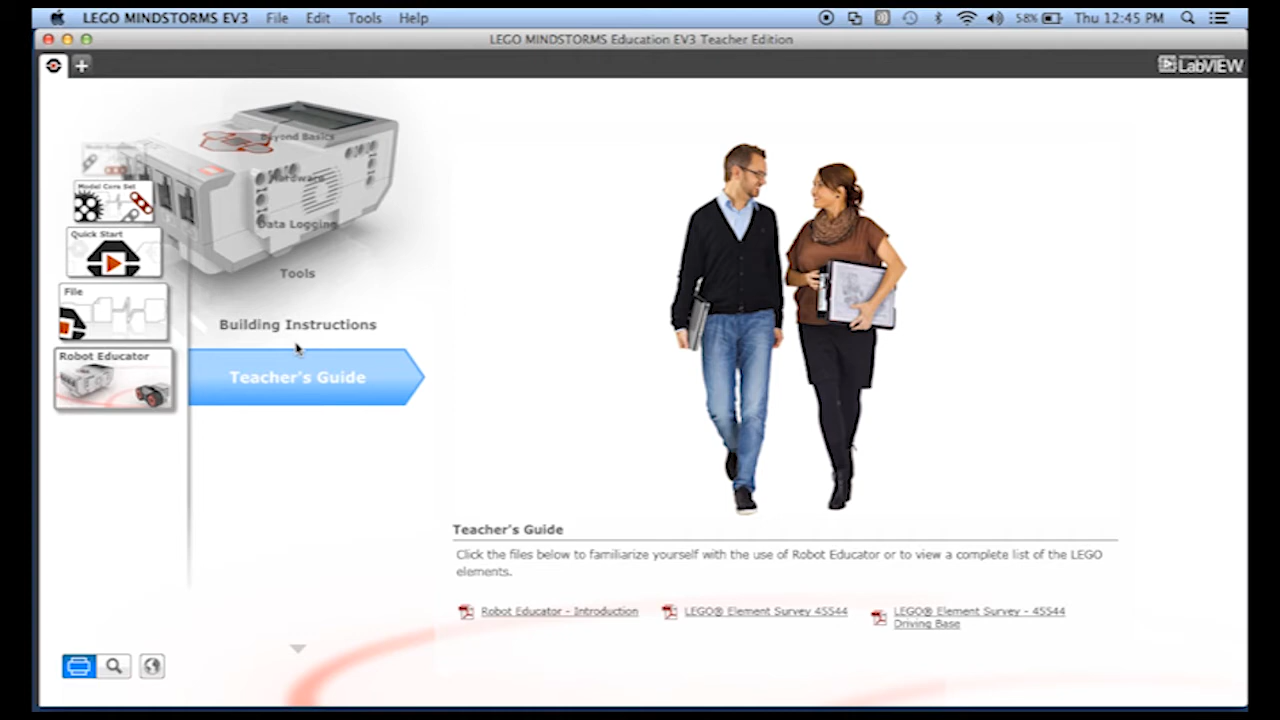 LEGO MINDSTORMS EV3 File Edit Tools Help 58% Thu 12:45 PM
LEGO MINDSTORMS Education EV3 Teacher Edition
LabVIEW
Beyond Basics
Hardware
Model Core Set
Data Logging
Quick Start
Tools
File
Building Instructions
Robot Educator
Teacher's Guide
Teacher's Guide
Click the files below to familiarize yourself with the use of Robot Educator or to view a complete list of the LEGO
elements.
Robot Educator - Introduction LEGO® Element Survey 45544 LEGO® Element Survey - 45544
Driving Base